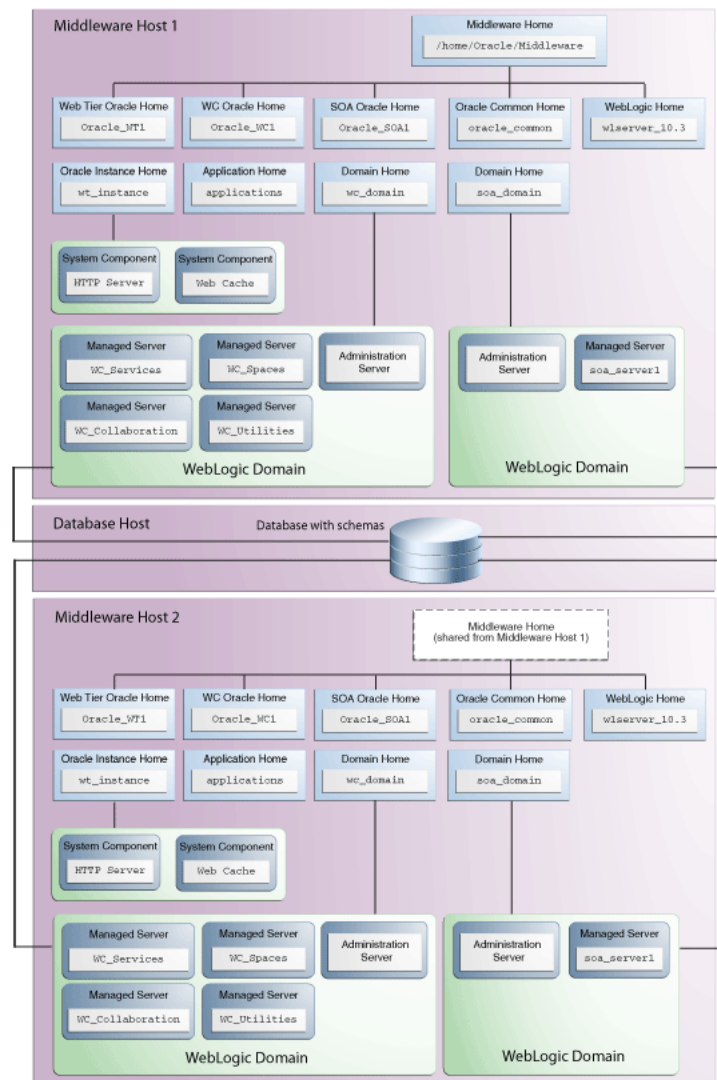 Middleware Host 1
Middleware Home
/home/Oracle/Middleware
Web Tier Oracle Home
WC Oracle Home
SOA Oracle Home
Oracle Common Home
WebLogic Home
Oracle_WT1
Oracle_WC1
Oracle_SOA1
oracle_common
wlserver_10.3
Oracle Instance Home
Application Home
Domain Home
Domain Home
wt_instance
applications
wc_domain
soa_domain
System Component
System Component
HTTP Server
Web Cache
Managed Server
Managed Server
Administration
Server
Administration
Server
Managed Server
WC_Services
WC_Spaces
soa_server1
Managed Server
Managed Server
WC_Collaboration
WC_Utilities
WebLogic Domain
WebLogic Domain
Database Host
Database with schemas
Middleware Host 2
Middleware Home
(shared from Middleware Host 1)
Web Tier Oracle Home
WC Oracle Home
SOA Oracle Home
Oracle Common Home
WebLogic Home
Oracle_WT1
Oracle_WC1
Oracle_SOA1
oracle_common
wlserver_10.3
Oracle Instance Home
Application Home
Domain Home
Domain Home
wt_instance
applications
wc_domain
soa_domain
System Component
System Component
HTTP Server
Web Cache
Managed Server
Managed Server
Administration
Server
Administration
Server
Managed Server
WC_Services
WC_Spaces
soa_server1
Managed Server
Managed Server
WC_Collaboration
WC_Utilities
WebLogic Domain
WebLogic Domain